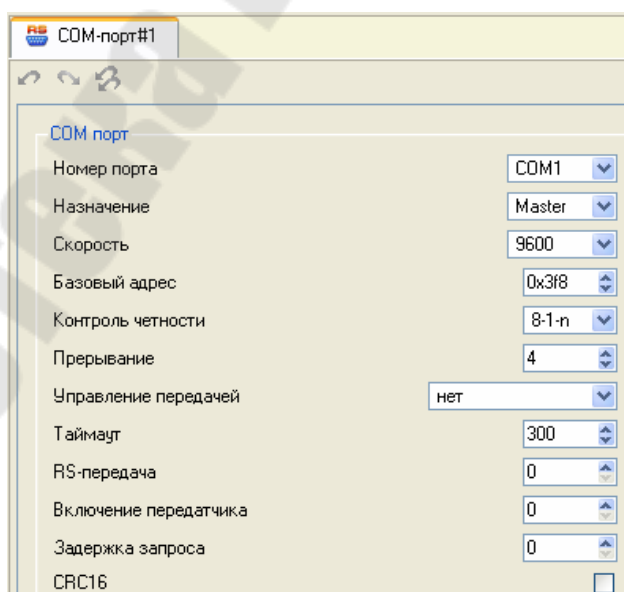 RS COM-порт#1
COM порт
Номер порта COM1
Назначение Master
Скорость 9600
Базовый адрес 0x3f8
Контроль четности 8-1-n
Прерывание 4
Управление передачей нет
Таймаут 300
RS-передача 0
Включение передатчика 0
Задержка запроса 0
CRC16